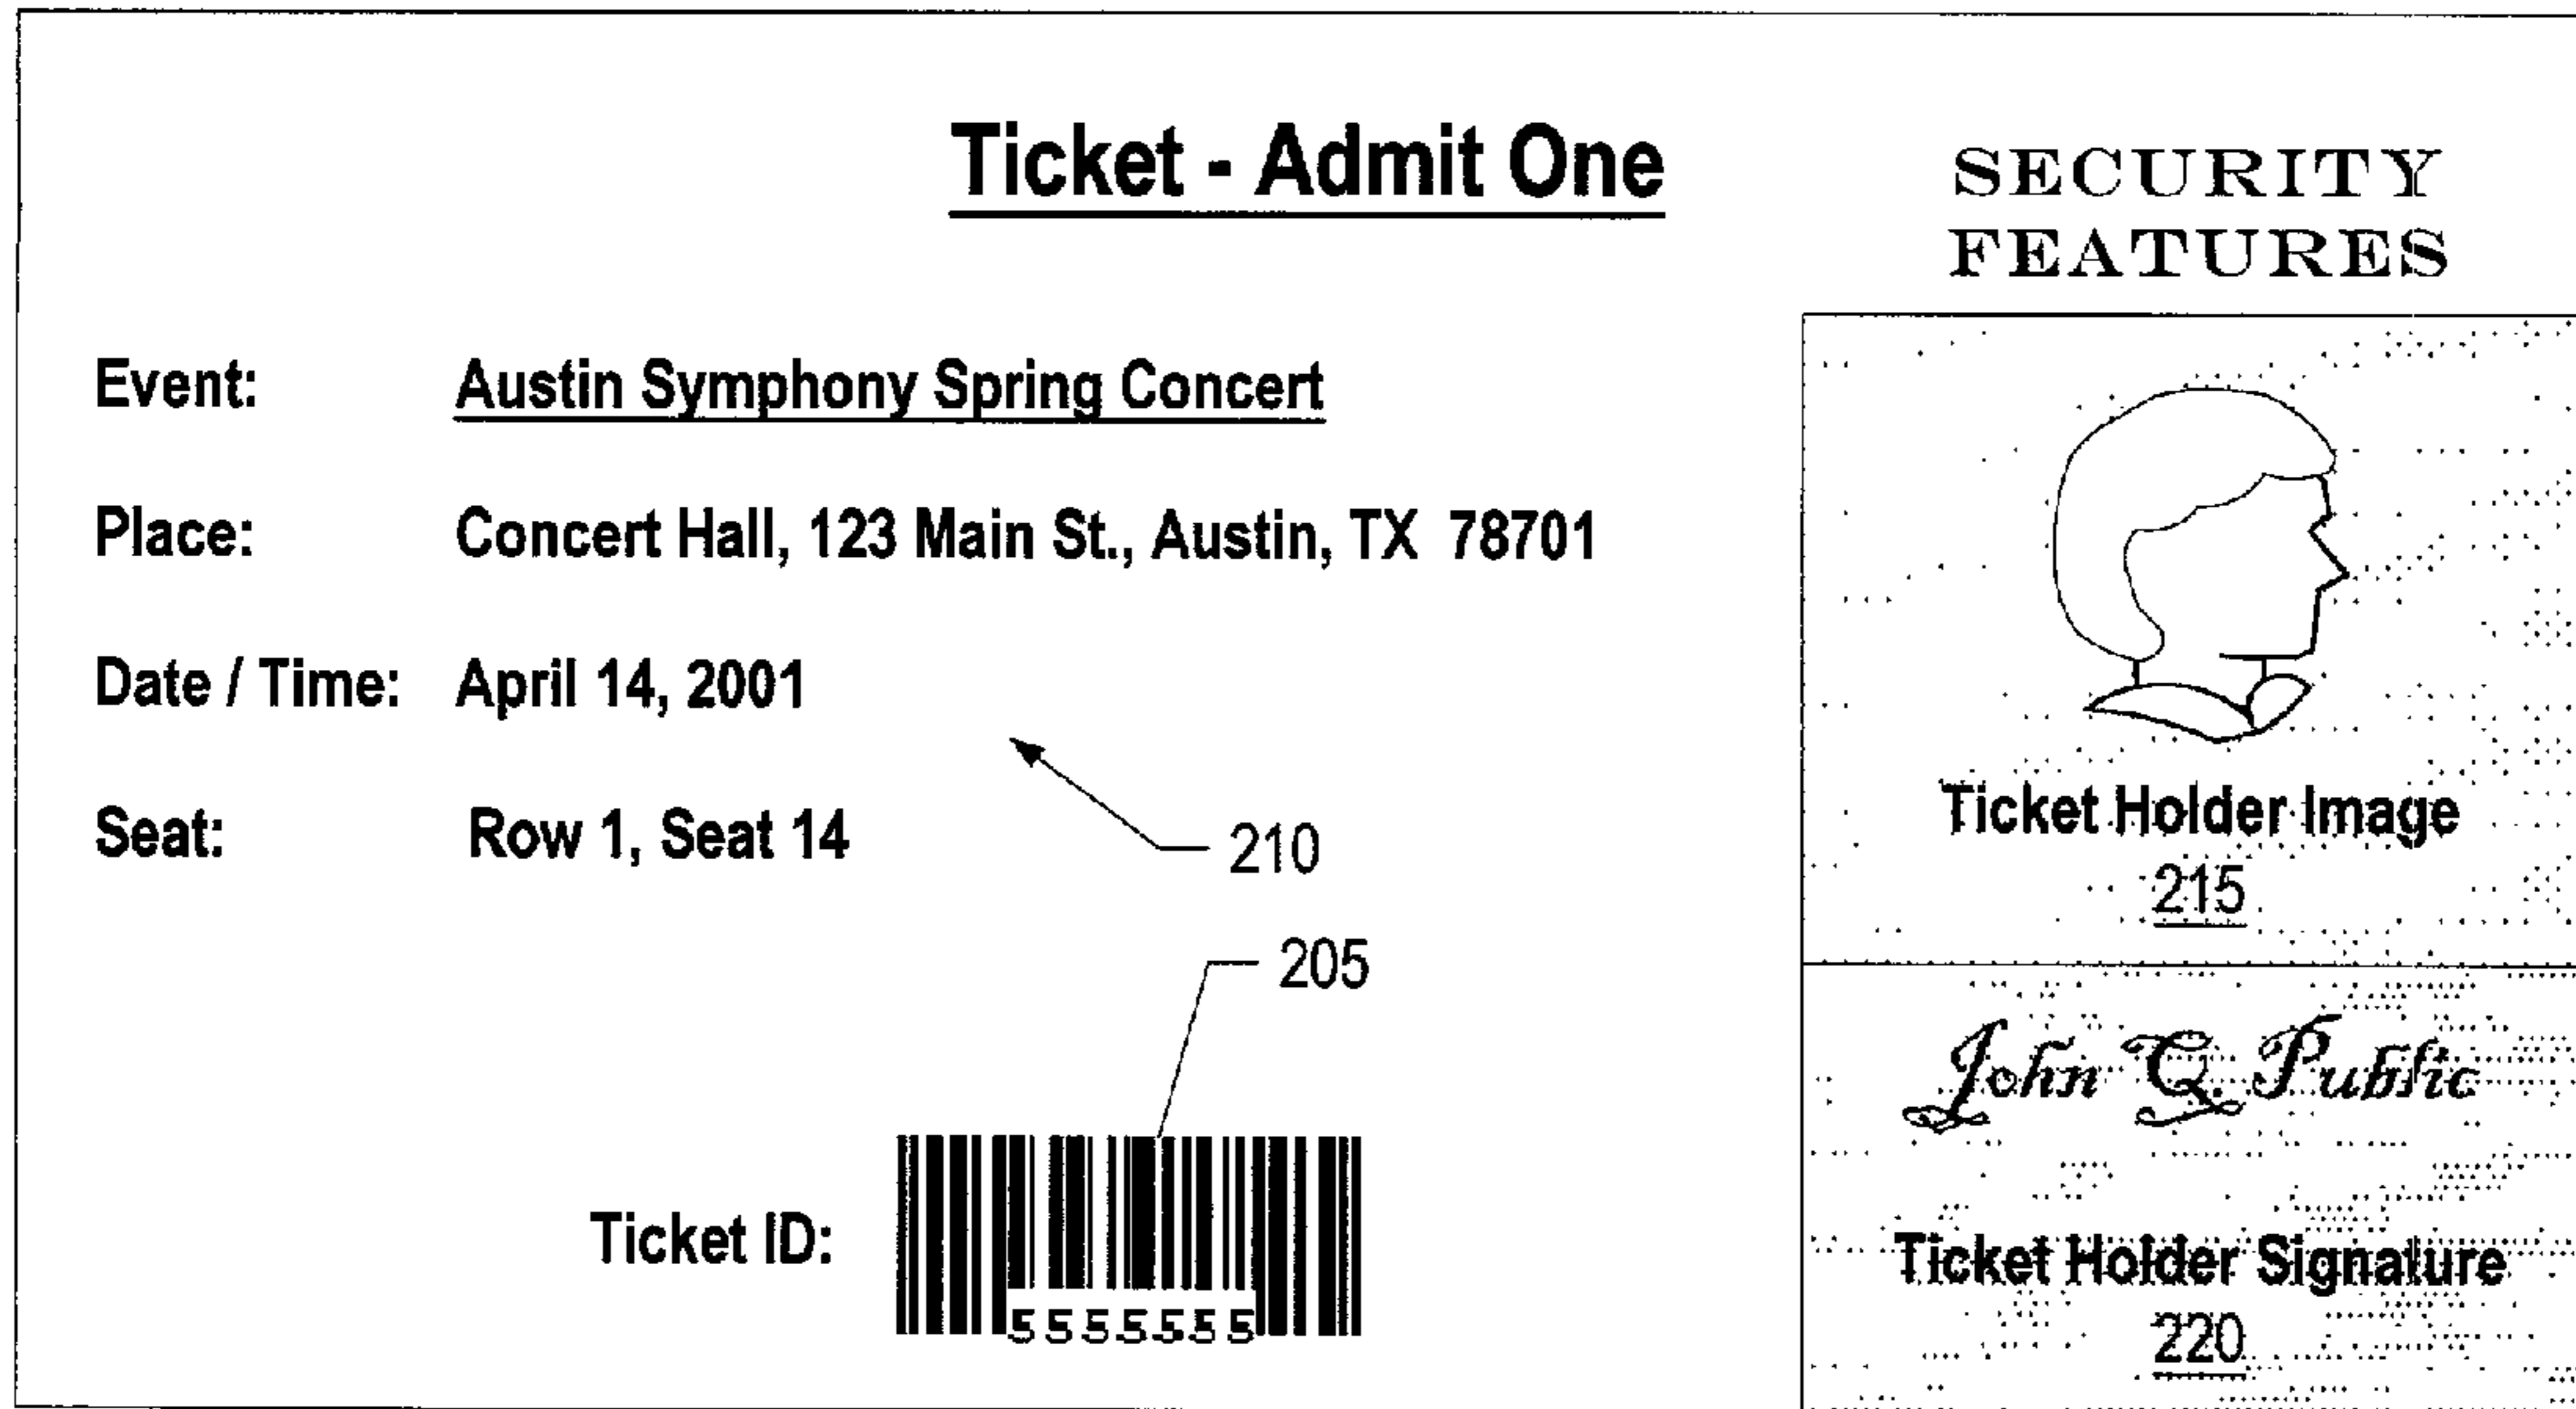 Ticket - Admit One
SECURITY
FEATURES
Event: Austin Symphony Spring Concert
Place: Concert Hall, 123 Main St., Austin, TX 78701
Date / Time: April 14, 2001
Seat: Row 1, Seat 14
210
205
Ticket ID:
5555555
Ticket Holder Image
215
John Q. Public
Ticket Holder Signature
220